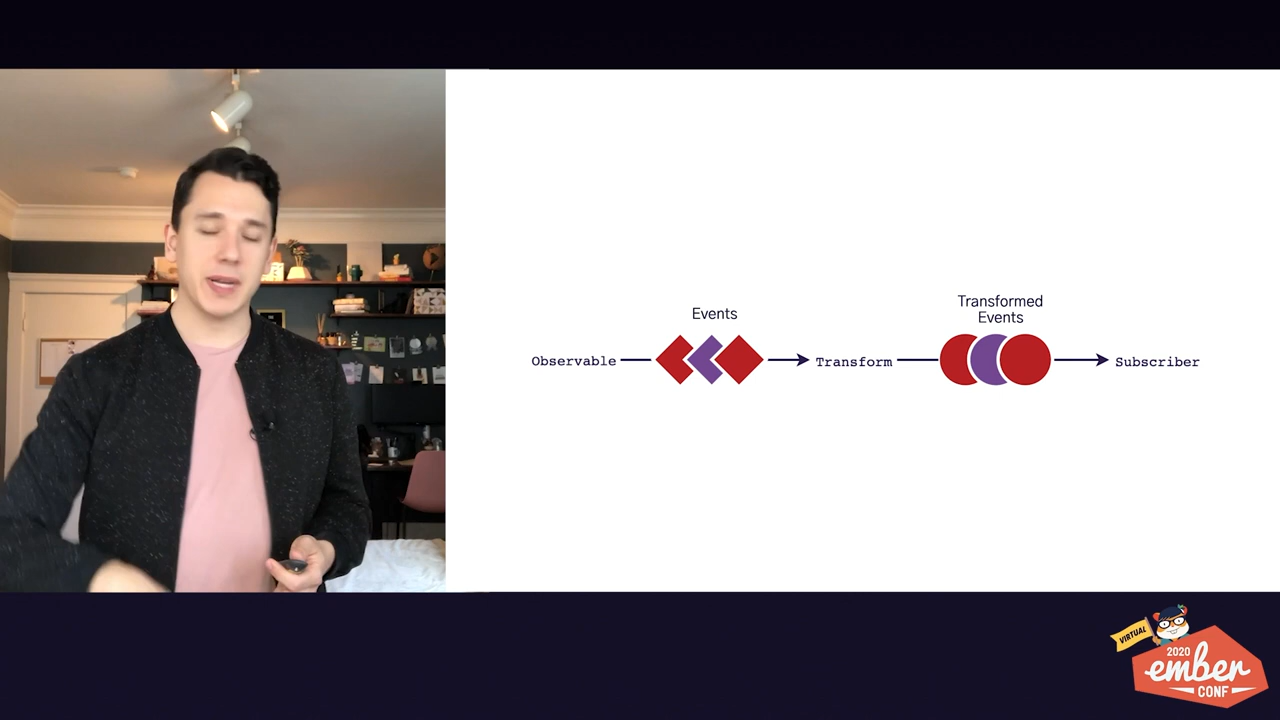 Events
Transformed
Events
Observable
Transform
Subscriber
VIRTUAL
2020
ember
CONF